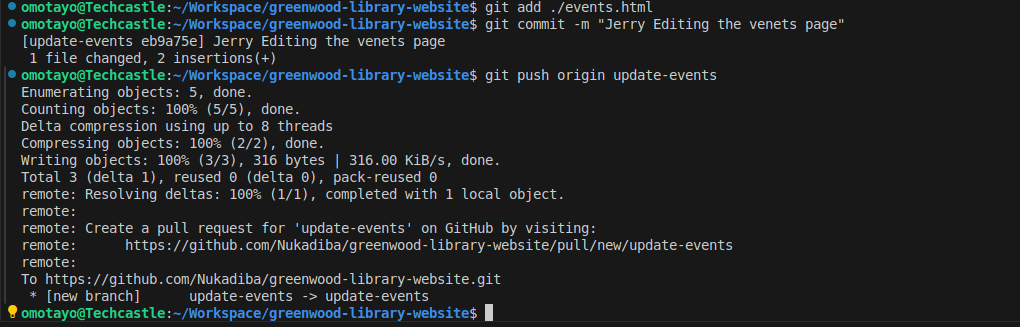 omotayo@Techcastle:~/Workspace/greenwood-library-website$ git add ./events.html
omotayo@Techcastle:~/Workspace/greenwood-library-website$ git commit -m "Jerry Editing the venets page"
[update-events eb9a75e] Jerry Editing the venets page
 1 file changed, 2 insertions(+)
omotayo@Techcastle:~/Workspace/greenwood-library-website$ git push origin update-events
Enumerating objects: 5, done.
Counting objects: 100% (5/5), done.
Delta compression using up to 8 threads
Compressing objects: 100% (2/2), done.
Writing objects: 100% (3/3), 316 bytes | 316.00 KiB/s, done.
Total 3 (delta 1), reused 0 (delta 0), pack-reused 0
remote: Resolving deltas: 100% (1/1), completed with 1 local object.
remote:
remote: Create a pull request for 'update-events' on GitHub by visiting:
remote:      https://github.com/Nukadiba/greenwood-library-website/pull/new/update-events
remote:
To https://github.com/Nukadiba/greenwood-library-website.git
 * [new branch]      update-events -> update-events
omotayo@Techcastle:~/Workspace/greenwood-library-website$